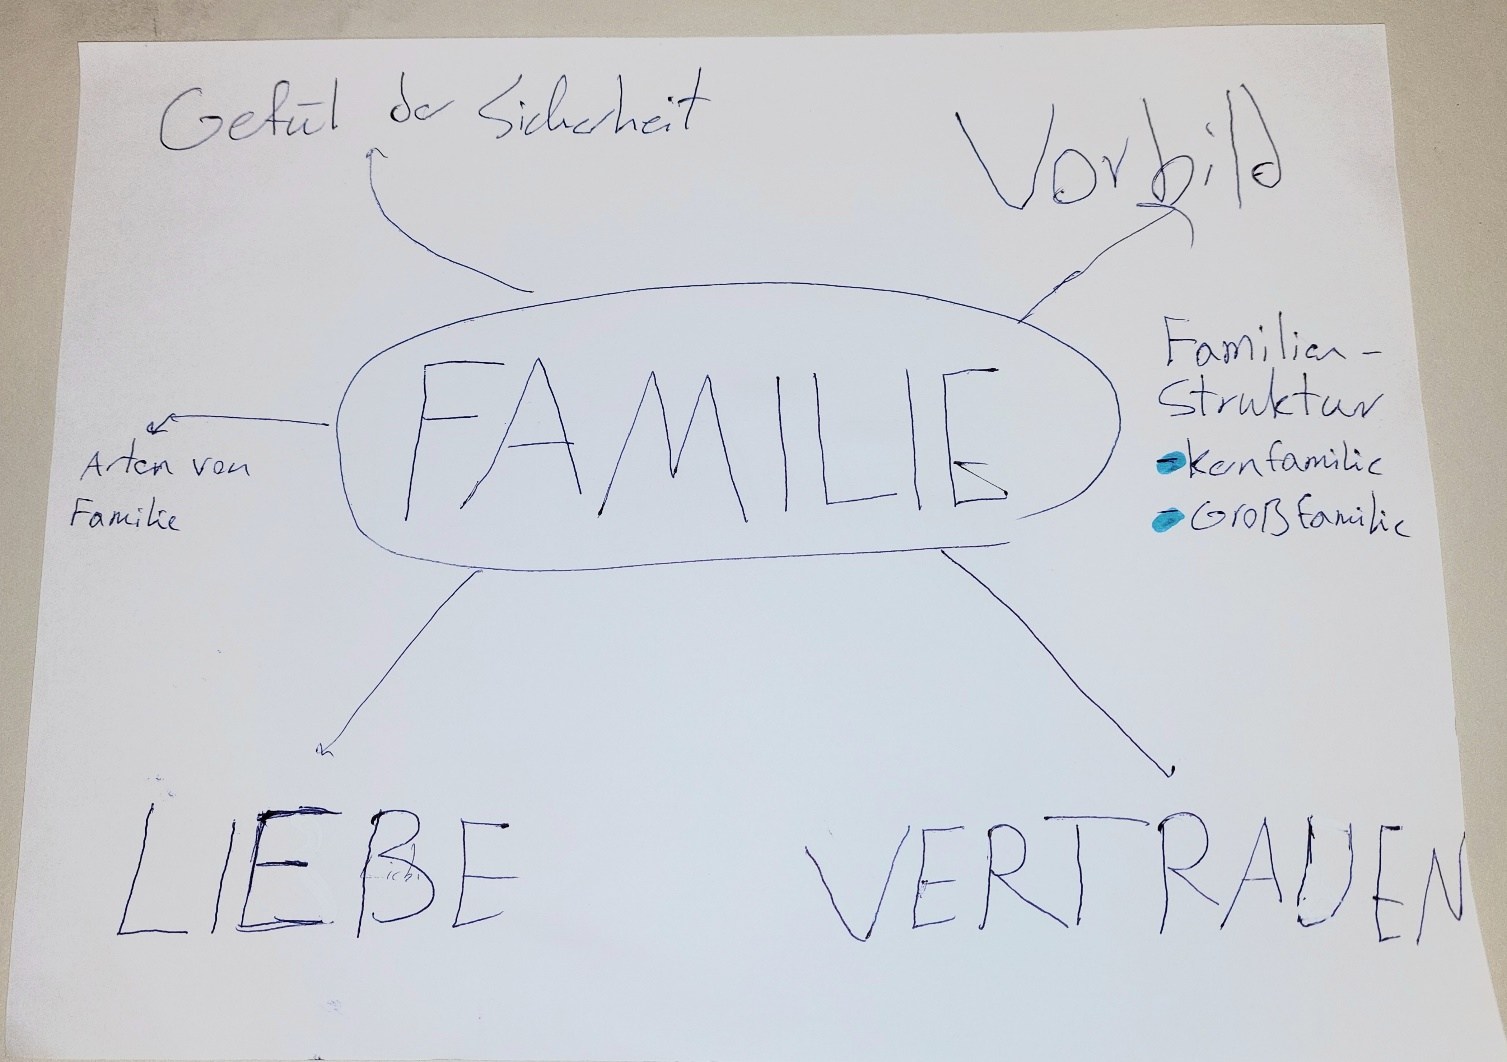 Gefül der Sicherheit
Vorbild
FAMILIE
Familien-
struktur
- Kernfamilie
- Großfamilie
Arten von
Familie
LIEBE
VERTRAUEN